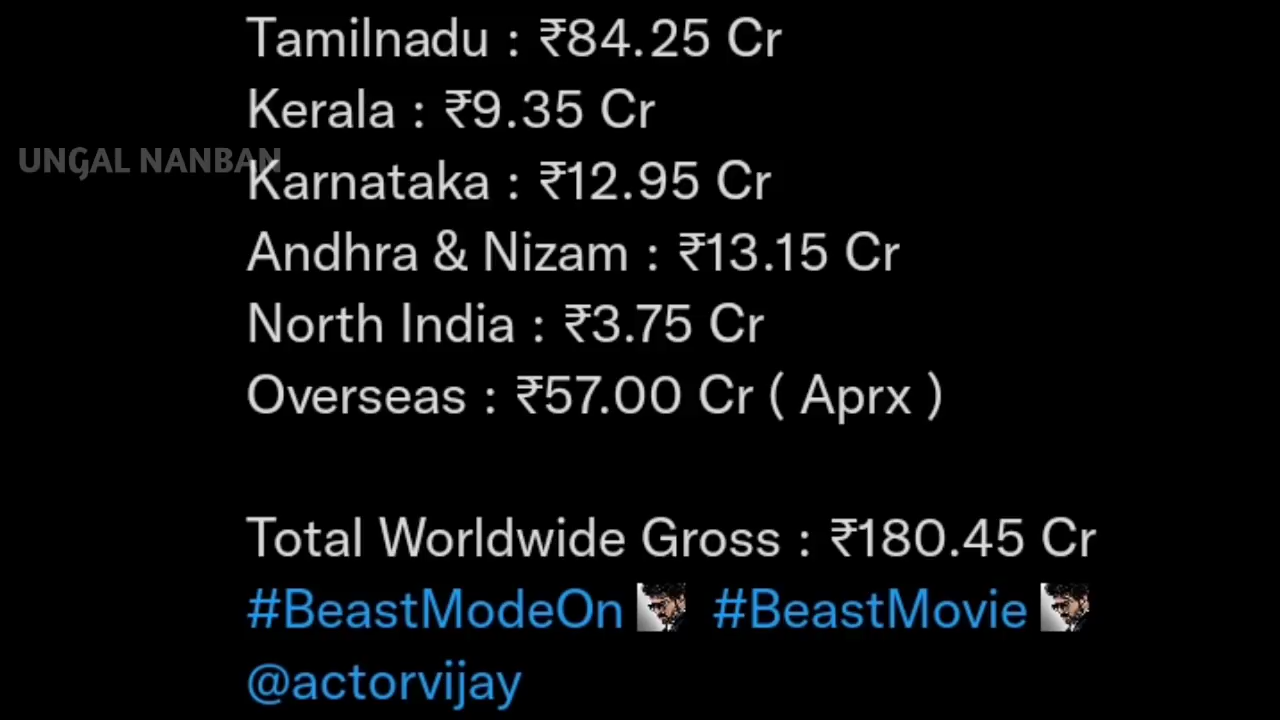 Tamilnadu : ₹84.25 Cr
Kerala : ₹9.35 Cr
UNGAL NANBAN
Karnataka : ₹12.95 Cr
Andhra & Nizam : ₹13.15 Cr
North India : ₹3.75 Cr
Overseas : ₹57.00 Cr ( Aprx )
Total Worldwide Gross : ₹180.45 Cr
#BeastModeOn #BeastMovie
@actorvijay